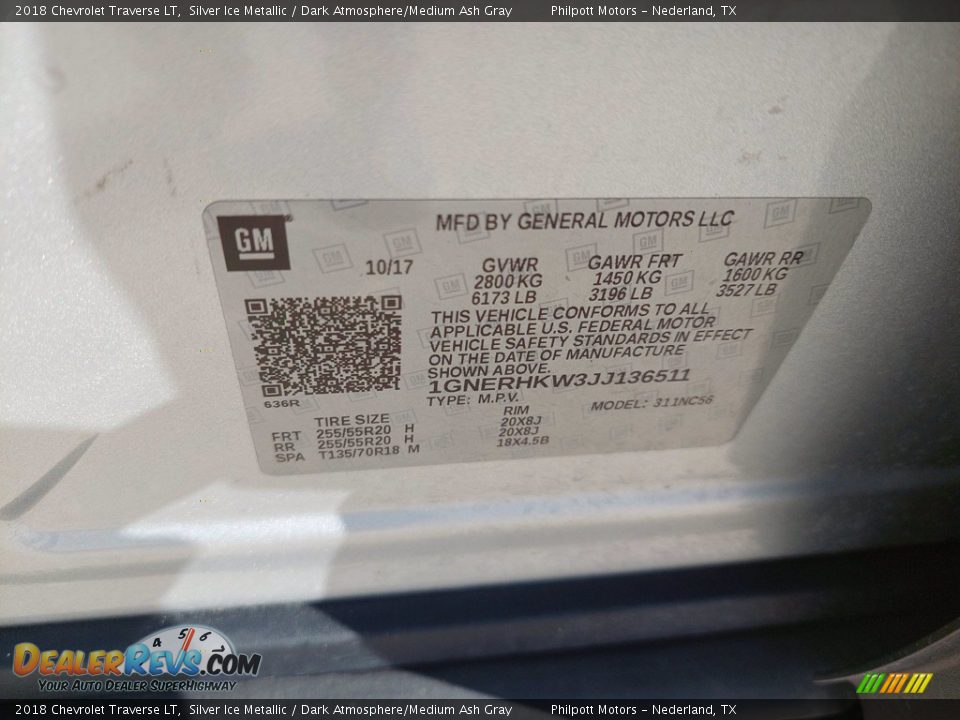 2018 Chevrolet Traverse LT, Silver Ice Metallic / Dark Atmosphere/Medium Ash Gray Philpott Motors - Nederland, TX
GM
MFD BY GENERAL MOTORS LLC
10/17
GVWR GAWR FRT GAWR RR
2800 KG 1450 KG 1600 KG
6173 LB 3196 LB 3527 LB
THIS VEHICLE CONFORMS TO ALL
APPLICABLE U.S. FEDERAL MOTOR
VEHICLE SAFETY STANDARDS IN EFFECT
ON THE DATE OF MANUFACTURE
SHOWN ABOVE.
1GNERHKW3JJ136511
TYPE: M.P.V. MODEL: 311NC56
636R
TIRE SIZE RIM
FRT 255/55R20 H 20X8J
RR 255/55R20 H 20X8J
SPA T135/70R18 M 18X4.5B
4 5 6
DEALERREVS.COM
YOUR AUTO DEALER SUPERHIGHWAY
2018 Chevrolet Traverse LT, Silver Ice Metallic / Dark Atmosphere/Medium Ash Gray Philpott Motors - Nederland, TX